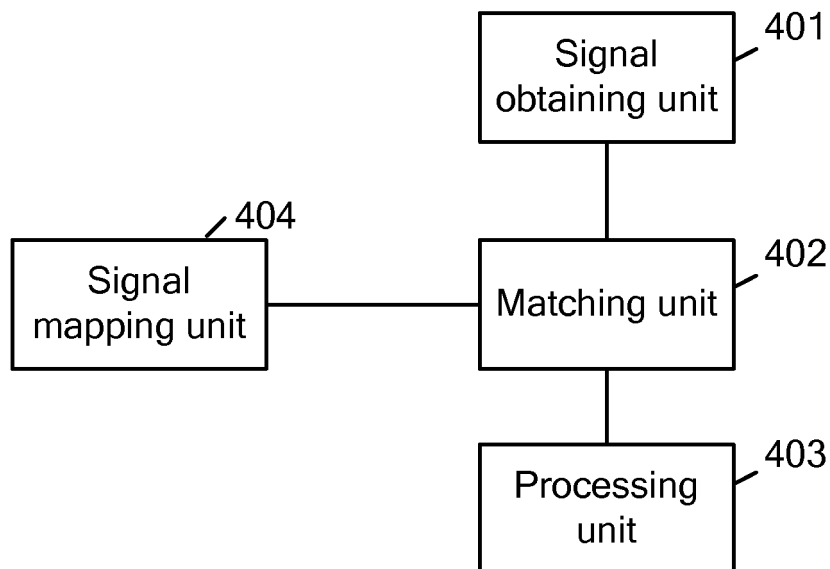 401
Signal
obtaining unit
404
Signal
mapping unit
402
Matching unit
403
Processing
unit